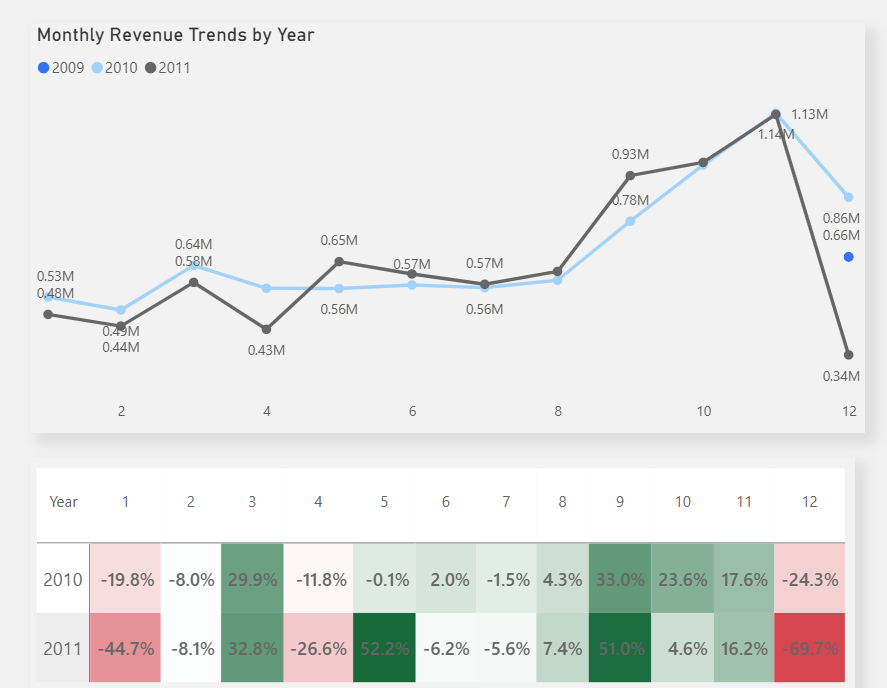 Monthly Revenue Trends by Year
2009 2010 2011
1.13M
1.14M
0.93M
0.78M
0.64M
0.58M
0.65M
0.57M
0.57M
0.86M
0.66M
0.53M
0.48M
0.56M
0.56M
0.49M
0.44M
0.43M
0.34M
2 4 6 8 10 12
Year 1 2 3 4 5 6 7 8 9 10 11 12
2010 -19.8% -8.0% 29.9% -11.8% -0.1% 2.0% -1.5% 4.3% 33.0% 23.6% 17.6% -24.3%
2011 -44.7% -8.1% 32.8% -26.6% 52.2% -6.2% -5.6% 7.4% 51.0% 4.6% 16.2% -69.7%